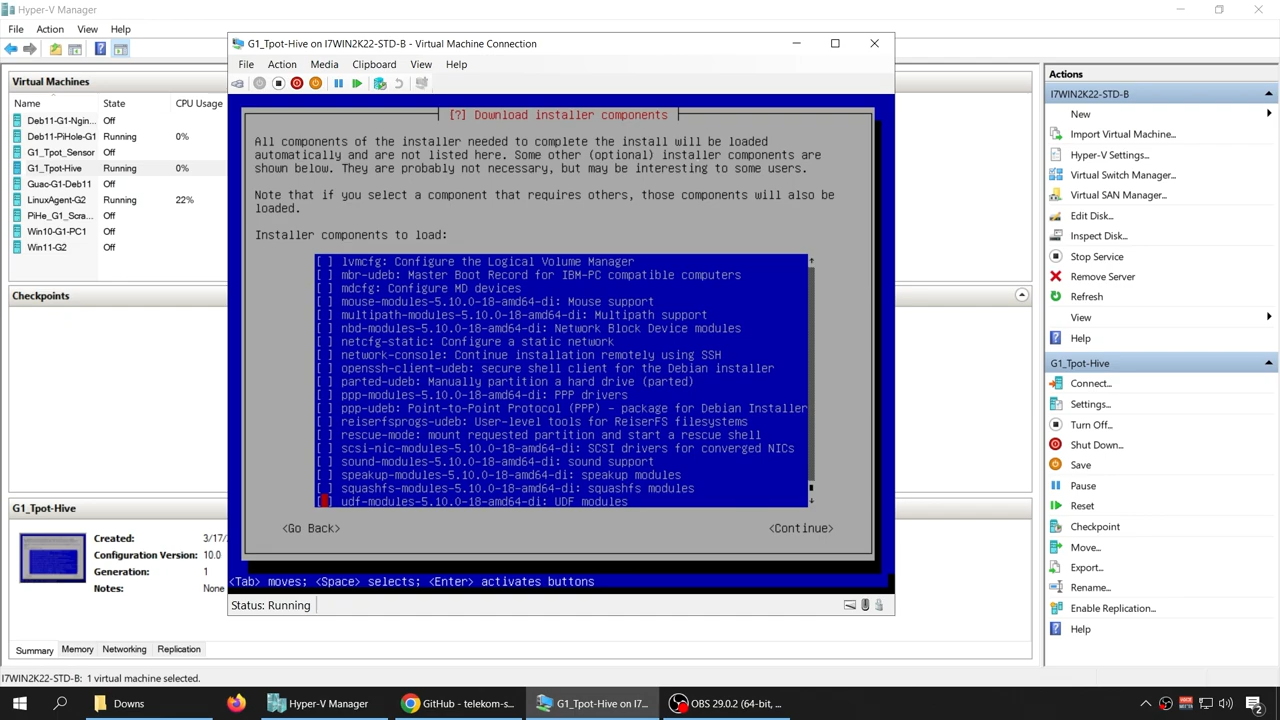 Hyper-V Manager
File Action View Help
Virtual Machines
Name State CPU Usage
Deb11-G1-Ngin... Off
Deb11-PiHole-G1 Running 0%
G1_Tpot_Sensor Off
G1_Tpot-Hive Running 0%
Guac-G1-Deb11 Off
LinuxAgent-G2 Running 22%
PiHe_G1_Scra... Off
Win10-G1-PC1 Off
Win11-G2 Off
Checkpoints
G1_Tpot-Hive
Created: 3/17/
Configuration Version: 10.0
Generation: 1
Notes: None
Summary Memory Networking Replication
I7WIN2K22-STD-B: 1 virtual machine selected.
G1_Tpot-Hive on I7WIN2K22-STD-B - Virtual Machine Connection
File Action Media Clipboard View Help
[?] Download installer components
All components of the installer needed to complete the install will be loaded
automatically and are not listed here. Some other (optional) installer components are
shown below. They are probably not necessary, but may be interesting to some users.
Note that if you select a component that requires others, those components will also be
loaded.
Installer components to load:
[ ] lvmcfg: Configure the Logical Volume Manager
[ ] mbr-udeb: Master Boot Record for IBM-PC compatible computers
[ ] mdcfg: Configure MD devices
[ ] mouse-modules-5.10.0-18-amd64-di: Mouse support
[ ] multipath-modules-5.10.0-18-amd64-di: Multipath support
[ ] nbd-modules-5.10.0-18-amd64-di: Network Block Device modules
[ ] netcfg-static: Configure a static network
[ ] network-console: Continue installation remotely using SSH
[ ] openssh-client-udeb: secure shell client for the Debian installer
[ ] parted-udeb: Manually partition a hard drive (parted)
[ ] ppp-modules-5.10.0-18-amd64-di: PPP drivers
[ ] ppp-udeb: Point-to-Point Protocol (PPP) - package for Debian Installer
[ ] reiserfsprogs-udeb: User-level tools for ReiserFS filesystems
[ ] rescue-mode: mount requested partition and start a rescue shell
[ ] scsi-nic-modules-5.10.0-18-amd64-di: SCSI drivers for converged NICs
[ ] sound-modules-5.10.0-18-amd64-di: sound support
[ ] speakup-modules-5.10.0-18-amd64-di: speakup modules
[ ] squashfs-modules-5.10.0-18-amd64-di: squashfs modules
[ ] udf-modules-5.10.0-18-amd64-di: UDF modules
<Go Back> <Continue>
<Tab> moves; <Space> selects; <Enter> activates buttons
Status: Running
Actions
I7WIN2K22-STD-B
New
Import Virtual Machine...
Hyper-V Settings...
Virtual Switch Manager...
Virtual SAN Manager...
Edit Disk...
Inspect Disk...
Stop Service
Remove Server
Refresh
View
Help
G1_Tpot-Hive
Connect...
Settings...
Turn Off...
Shut Down...
Save
Pause
Reset
Checkpoint
Move...
Export...
Rename...
Enable Replication...
Help
Downs
Hyper-V Manager
GitHub - telekom-s...
G1_Tpot-Hive on I7...
OBS 29.0.2 (64-bit, ...
2